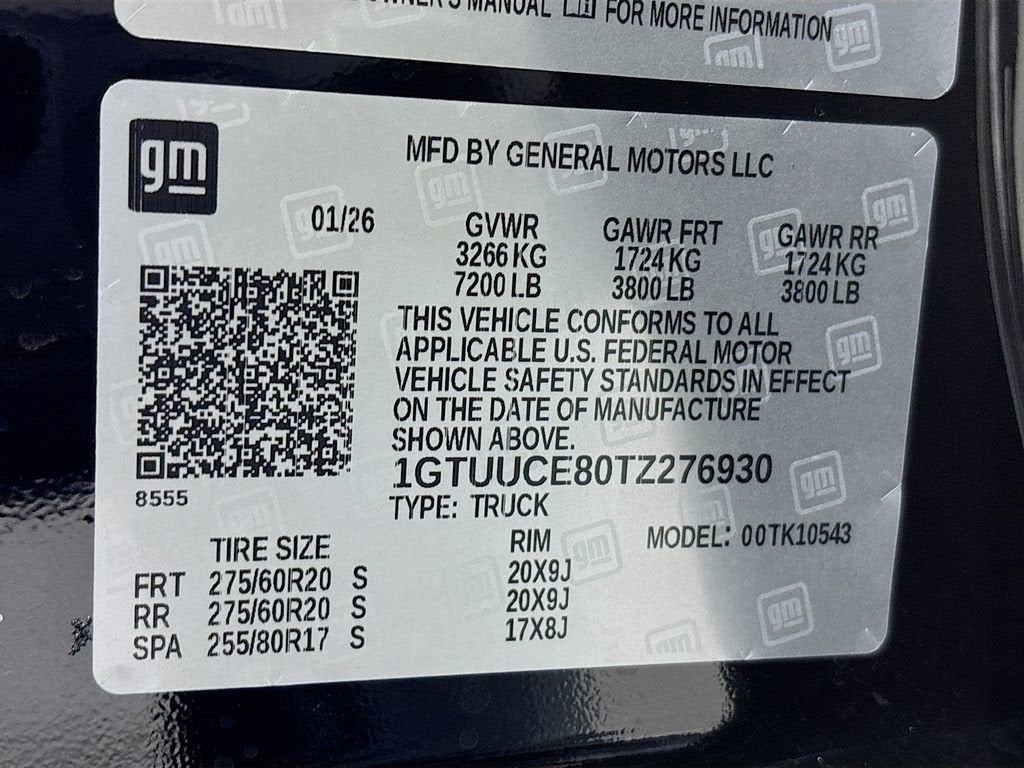 OWNER'S MANUAL FOR MORE INFORMATION
gm
MFD BY GENERAL MOTORS LLC
01/26 GVWR GAWR FRT GAWR RR
3266 KG 1724 KG 1724 KG
7200 LB 3800 LB 3800 LB
THIS VEHICLE CONFORMS TO ALL
APPLICABLE U.S. FEDERAL MOTOR
VEHICLE SAFETY STANDARDS IN EFFECT
ON THE DATE OF MANUFACTURE
SHOWN ABOVE.
1GTUUCE80TZ276930
8555
TYPE: TRUCK
TIRE SIZE RIM MODEL: 00TK10543
FRT 275/60R20 S 20X9J
RR 275/60R20 S 20X9J
SPA 255/80R17 S 17X8J